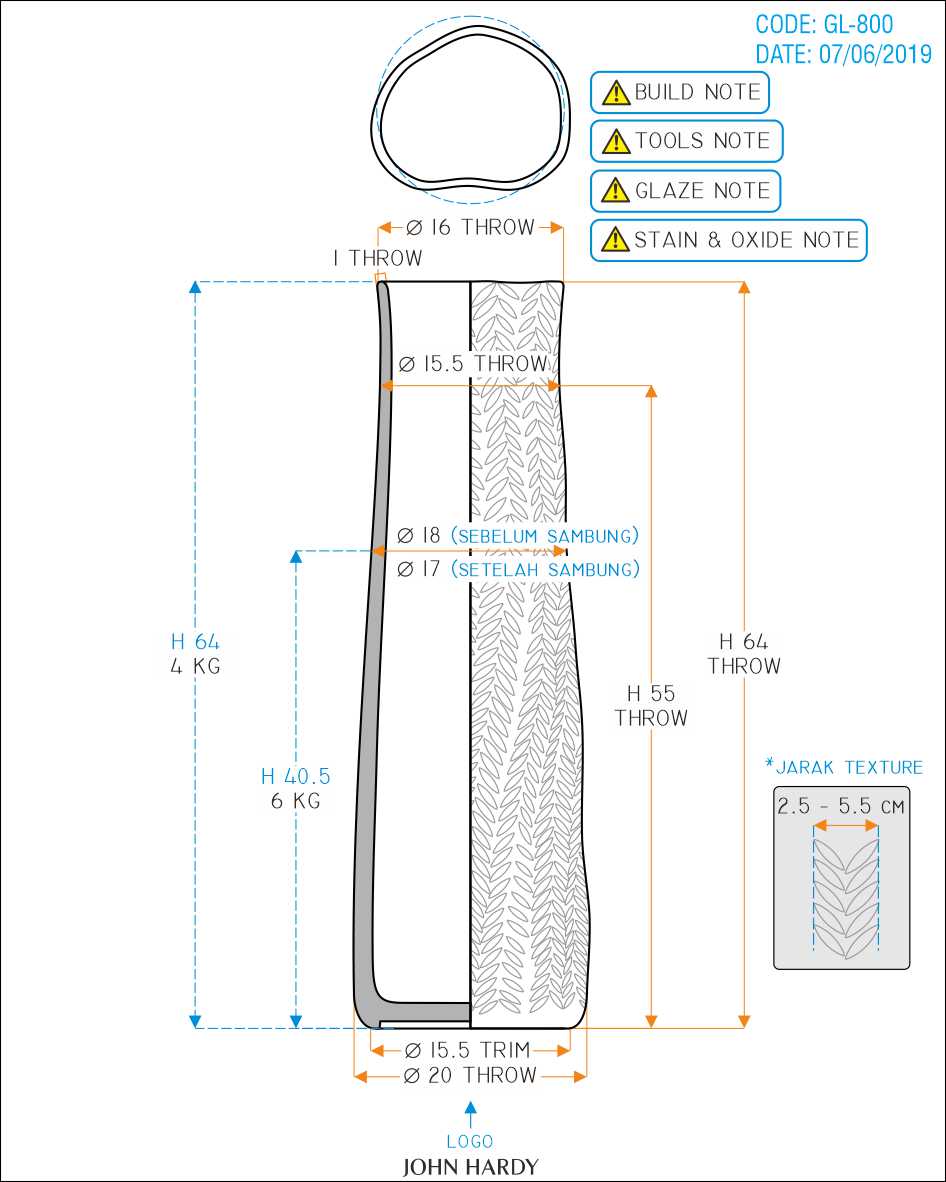 CODE: GL-800
DATE: 07/06/2019
BUILD NOTE
TOOLS NOTE
GLAZE NOTE
STAIN & OXIDE NOTE
Ø 16 THROW
1 THROW
Ø 15.5 THROW
Ø 18 (SEBELUM SAMBUNG)
Ø 17 (SETELAH SAMBUNG)
H 64
4 KG
H 64
THROW
H 55
THROW
H 40.5
6 KG
*JARAK TEXTURE
2.5 - 5.5 CM
Ø 15.5 TRIM
Ø 20 THROW
LOGO
JOHN HARDY